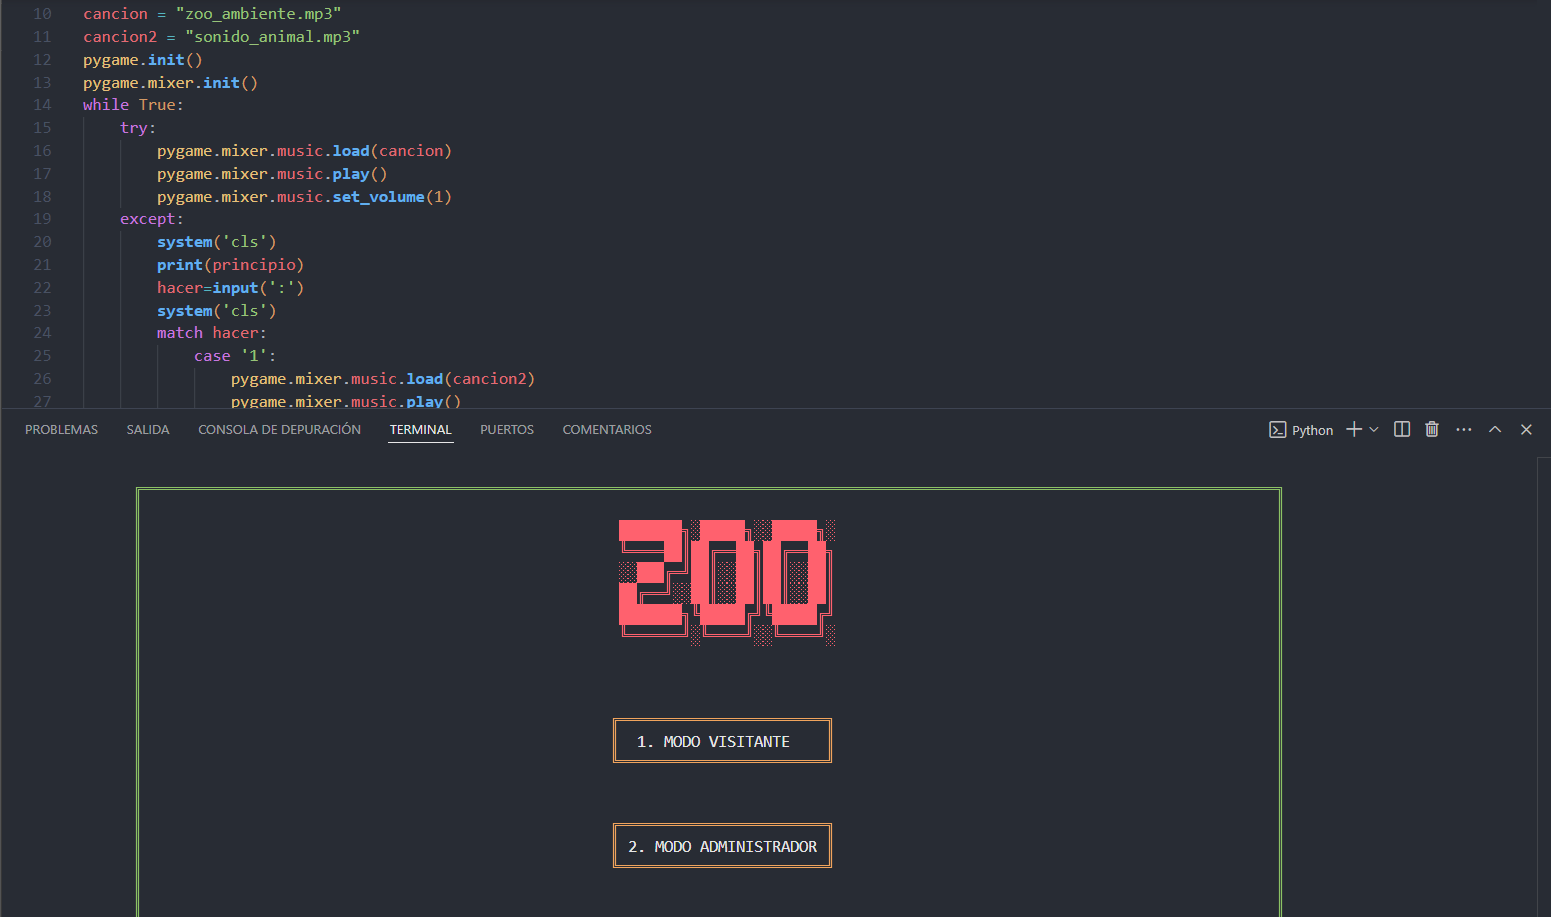 10 cancion = "zoo_ambiente.mp3"
11 cancion2 = "sonido_animal.mp3"
12 pygame.init()
13 pygame.mixer.init()
14 while True:
15 try:
16 pygame.mixer.music.load(cancion)
17 pygame.mixer.music.play()
18 pygame.mixer.music.set_volume(1)
19 except:
20 system('cls')
21 print(principio)
22 hacer=input(':')
23 system('cls')
24 match hacer:
25 case '1':
26 pygame.mixer.music.load(cancion2)
27 pygame.mixer.music.play()
PROBLEMAS SALIDA CONSOLA DE DEPURACIÓN TERMINAL PUERTOS COMENTARIOS Python
ZOO
1. MODO VISITANTE
2. MODO ADMINISTRADOR